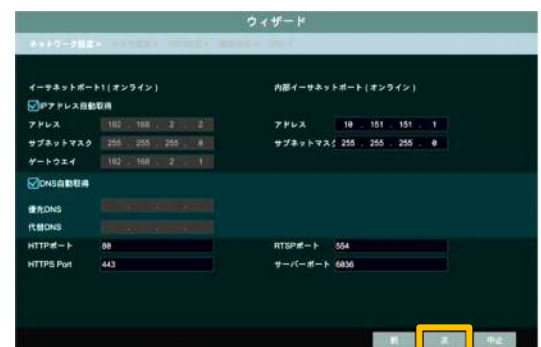 ウィザード
ネットワーク設定
イーサネットポート1(オンライン) 内部イーサネットポート(オンライン)
IPアドレス自動取得
アドレス 192 . 168 . 2 . 2 アドレス 10 . 151 . 151 . 1
サブネットマスク 255 . 255 . 255 . 0 サブネットマスク 255 . 255 . 255 . 0
ゲートウエイ 192 . 168 . 2 . 1
DNS自動取得
優先DNS
代替DNS
HTTPポート 80 RTSPポート 554
HTTPS Port 443 サーバーポート 6036
前 次 中止